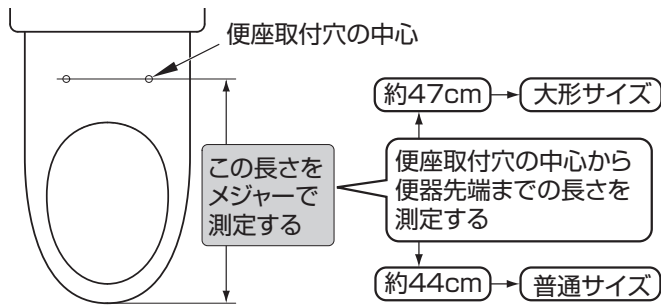 便座取付穴の中心
この長さを
メジャーで
測定する
約47cm
大形サイズ
便座取付穴の中心から
便器先端までの長さを
測定する
約44cm
普通サイズ